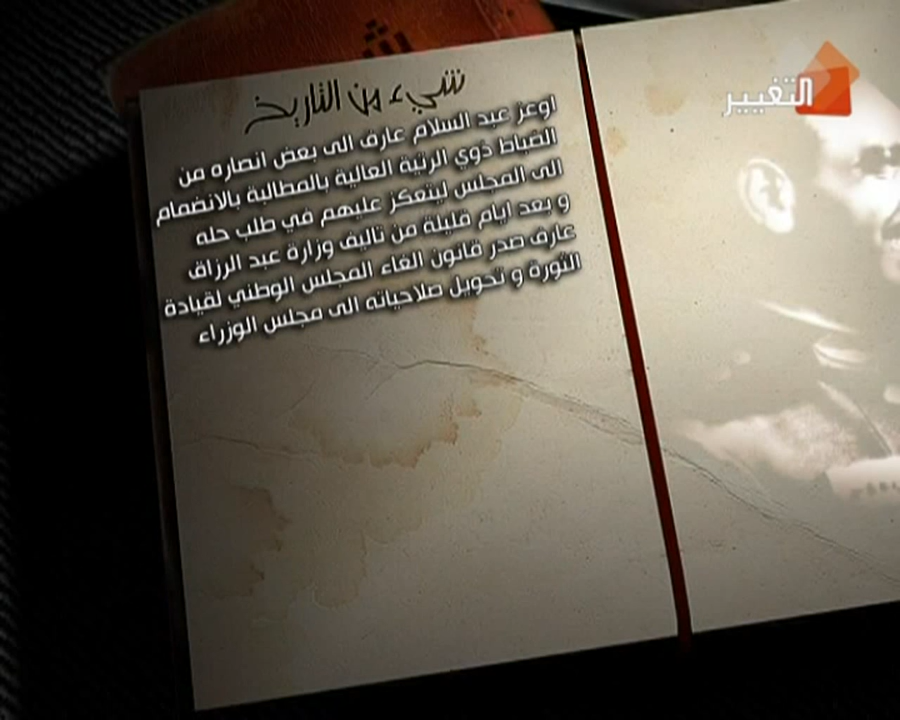 التغيير
شيء من التاريخ
اوعز عبد السلام عارف الى بعض انصاره من
الضباط ذوي الرتبة العالية بالمطالبة بالانضمام
الى المجلس ليتعكز عليهم في طلب حله
و بعد ايام قليلة من تاليف وزارة عبد الرزاق
عارف صدر قانون الغاء المجلس الوطني لقيادة
الثورة و تحويل صلاحياته الى مجلس الوزراء